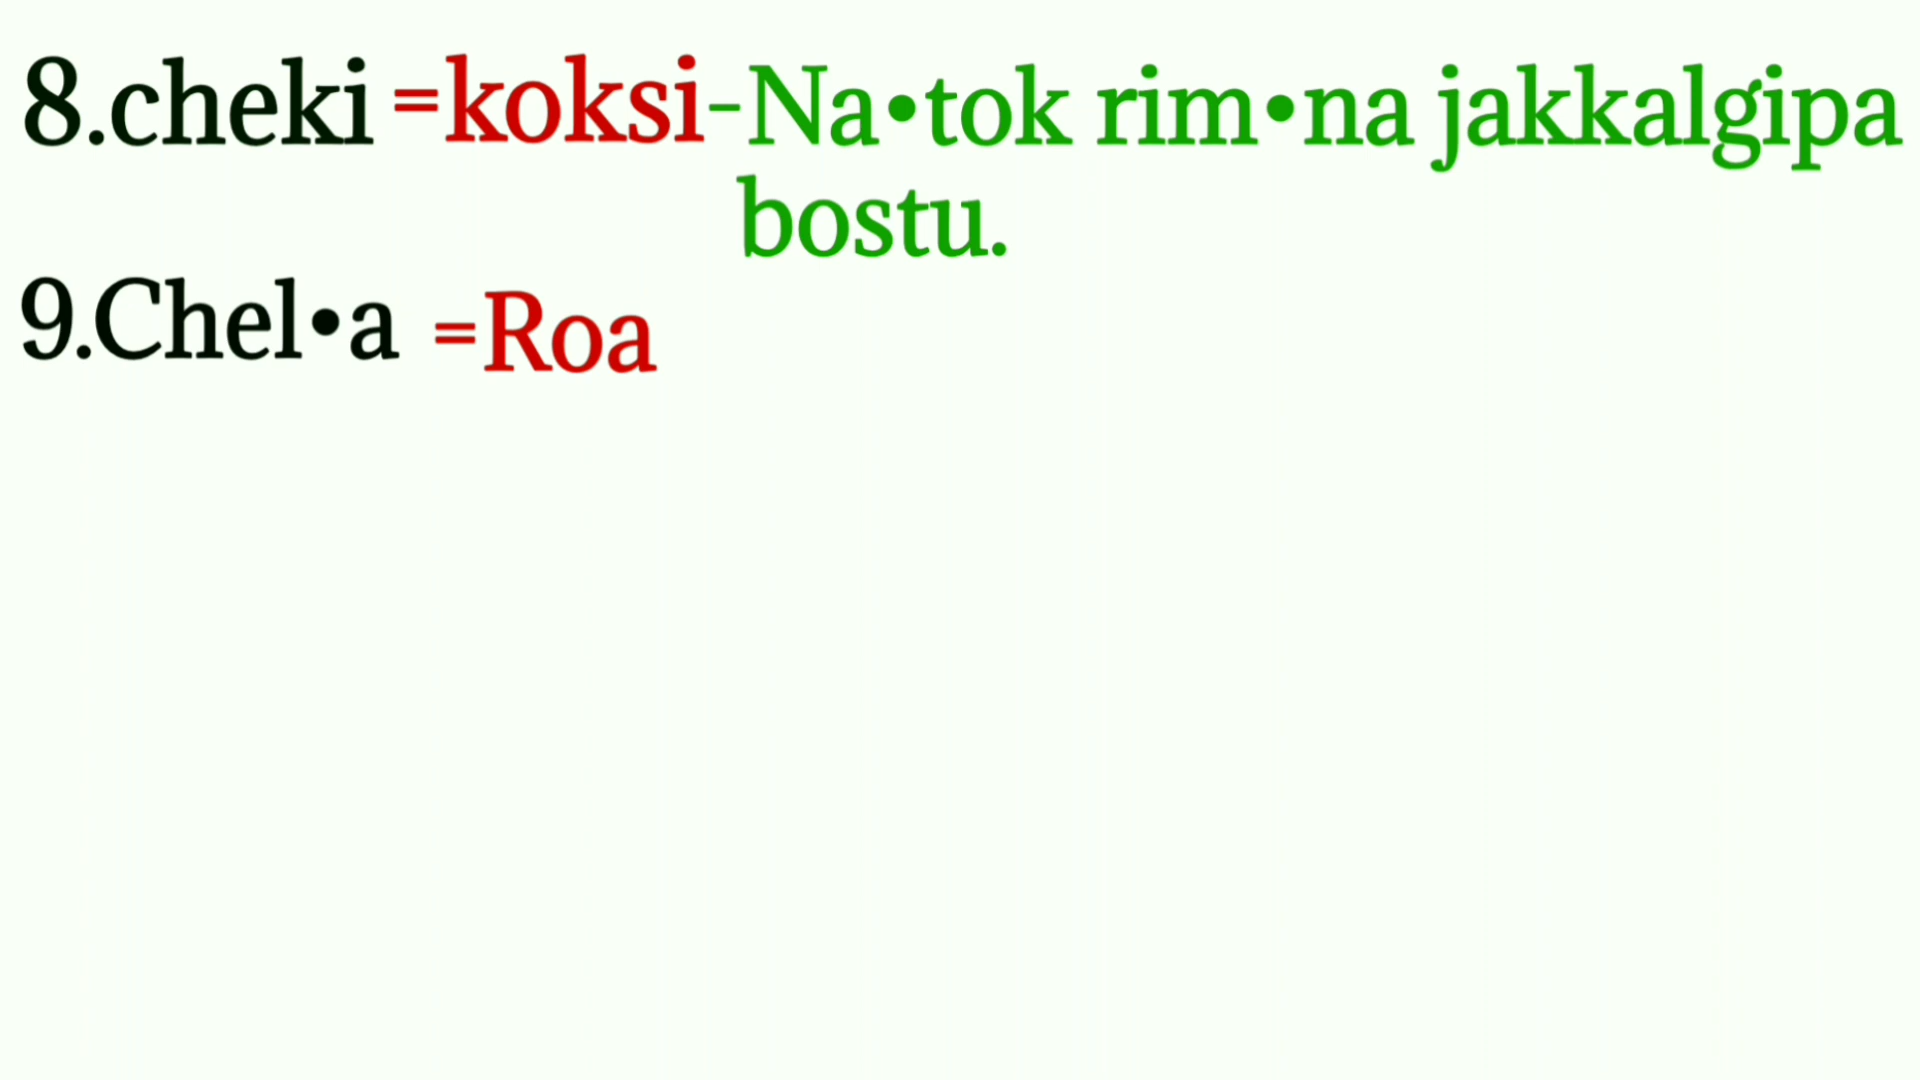 8.cheki =koksi-Na•tok rim•na jakkalgipa
bostu.
9.Chel•a =Roa